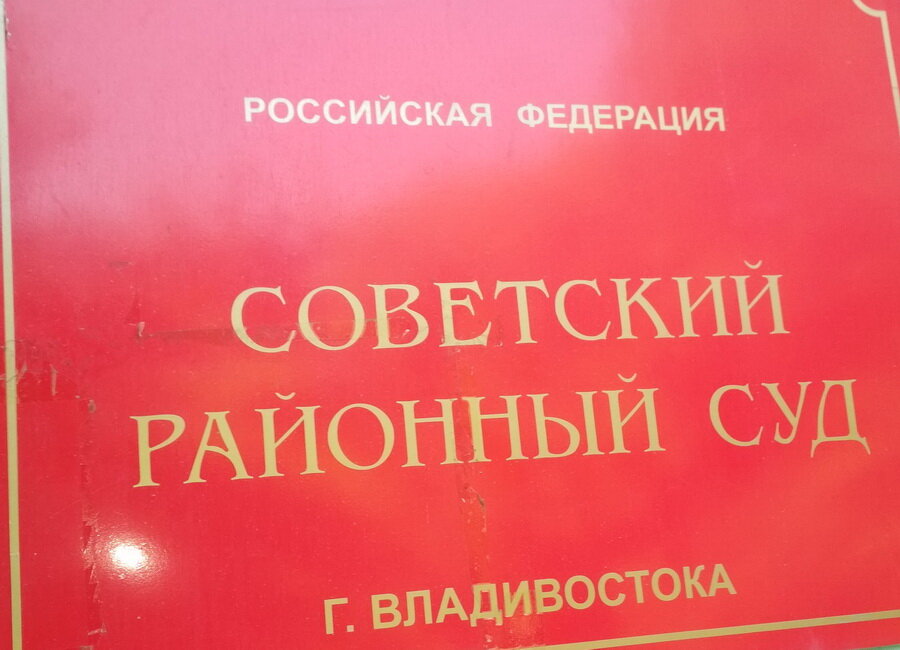 РОССИЙСКАЯ ФЕДЕРАЦИЯ
СОВЕТСКИЙ
РАЙОННЫЙ СУД
Г. ВЛАДИВОСТОКА